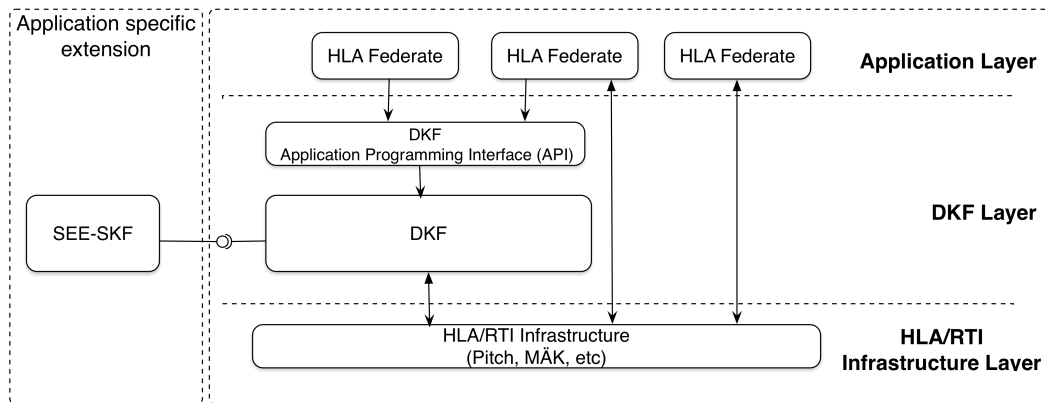 Application specific
extension
HLA Federate
HLA Federate
HLA Federate
Application Layer
DKF
Application Programming Interface (API)
SEE-SKF
DKF
DKF Layer
HLA/RTI Infrastructure
(Pitch, MÄK, etc)
HLA/RTI
Infrastructure Layer